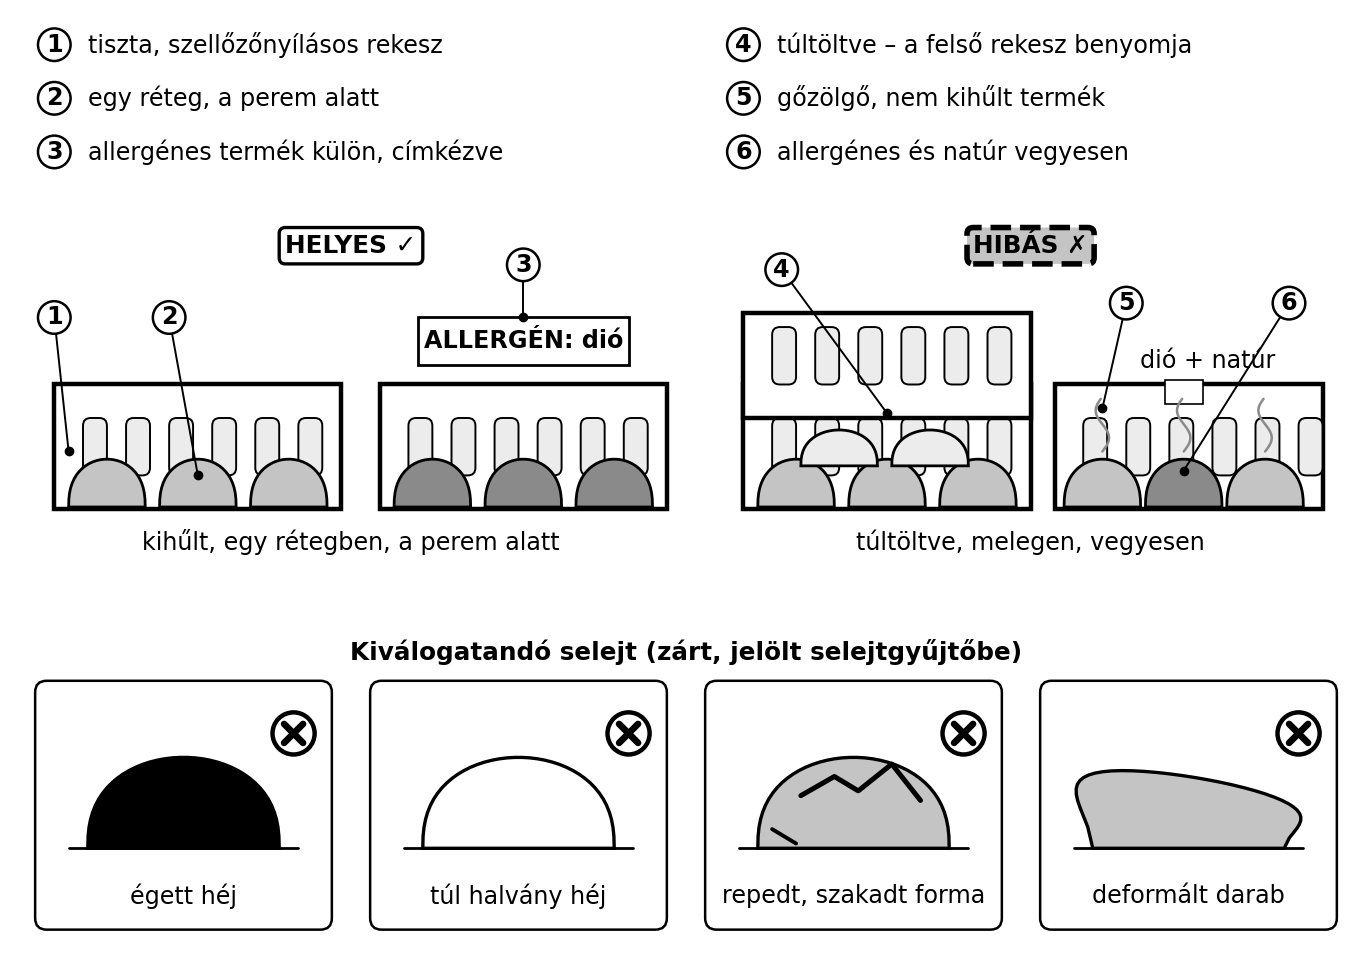 1 tiszta, szellőzőnyílásos rekesz
2 egy réteg, a perem alatt
3 allergénes termék külön, címkézve
4 túltöltve – a felső rekesz benyomja
5 gőzölgő, nem kihűlt termék
6 allergénes és natúr vegyesen
HELYES ✓
3
1 2
ALLERGÉN: dió
kihűlt, egy rétegben, a perem alatt
HIBÁS ✗
4
5 6
dió + natúr
túltöltve, melegen, vegyesen
Kiválogatandó selejt (zárt, jelölt selejtgyűjtőbe)
égett héj
túl halvány héj
repedt, szakadt forma
deformált darab